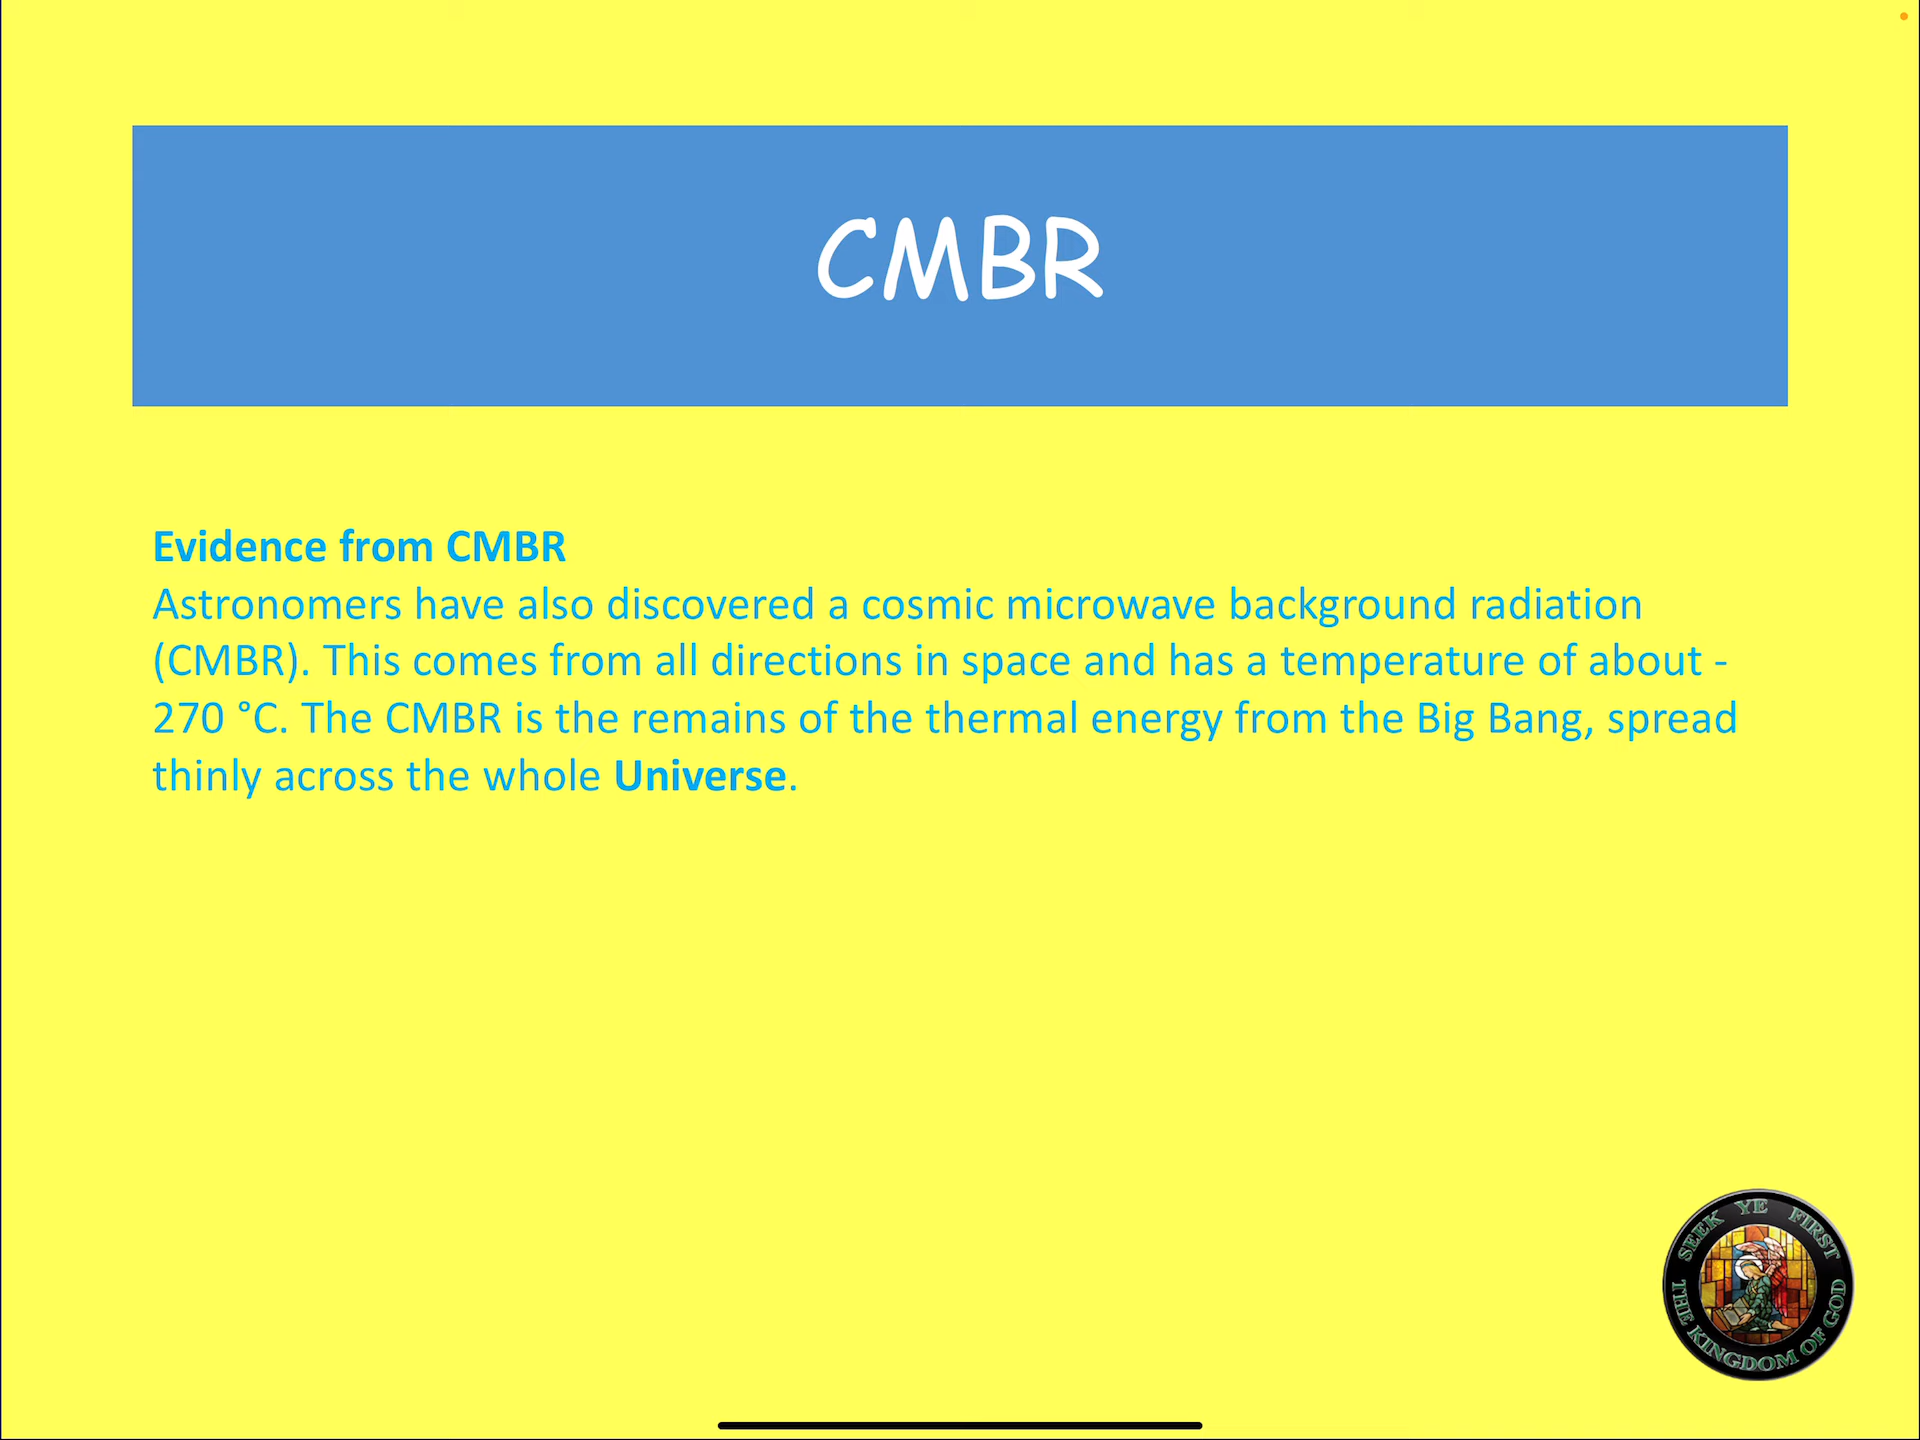 CMBR
Evidence from CMBR
Astronomers have also discovered a cosmic microwave background radiation
(CMBR). This comes from all directions in space and has a temperature of about -
270 °C. The CMBR is the remains of the thermal energy from the Big Bang, spread
thinly across the whole Universe.
SEEK YE FIRST
THE KINGDOM OF GOD